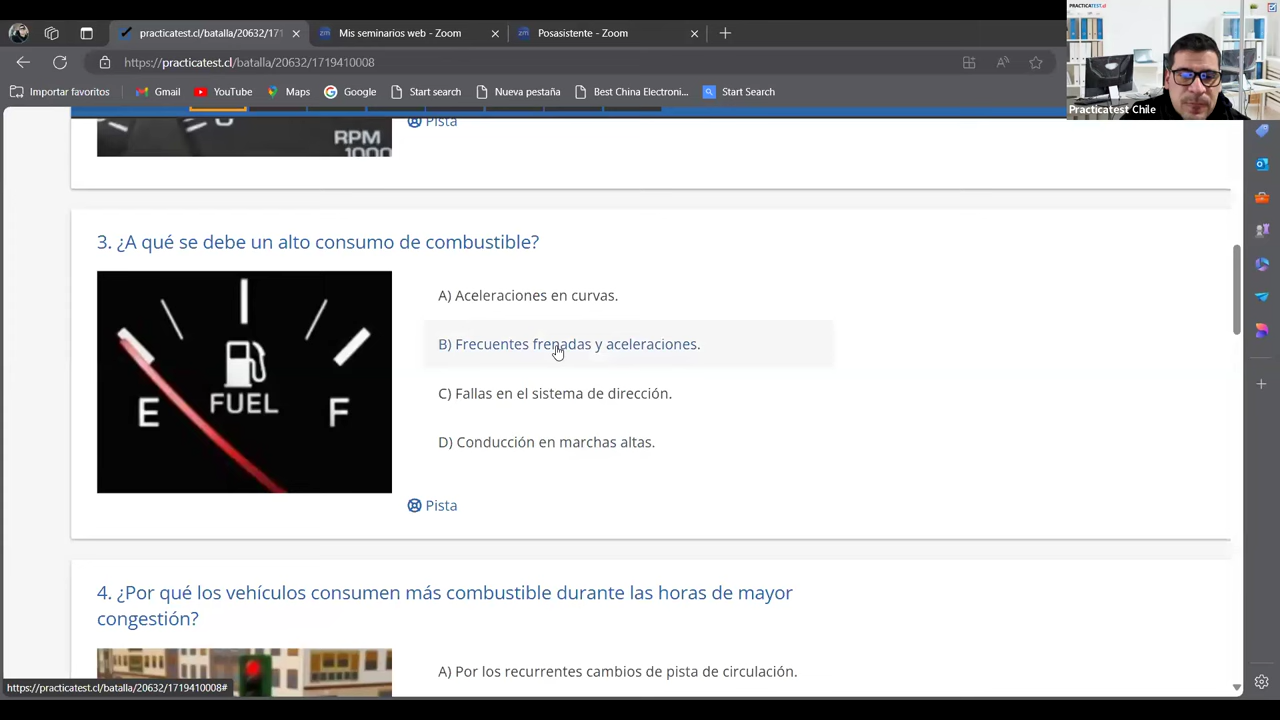 PRACTICATEST.cl
practicatest.cl/batalla/20632/171
Mis seminarios web - Zoom
Posasistente - Zoom
https://practicatest.cl/batalla/20632/1719410008
Importar favoritos
Gmail
YouTube
Maps
Google
Start search
Nueva pestaña
Best China Electroni...
Start Search
Practicatest Chile
RPM
1000
Pista
3. ¿A qué se debe un alto consumo de combustible?
E
FUEL
F
A) Aceleraciones en curvas.
B) Frecuentes frenadas y aceleraciones.
C) Fallas en el sistema de dirección.
D) Conducción en marchas altas.
Pista
4. ¿Por qué los vehículos consumen más combustible durante las horas de mayor
congestión?
A) Por los recurrentes cambios de pista de circulación.
https://practicatest.cl/batalla/20632/1719410008#